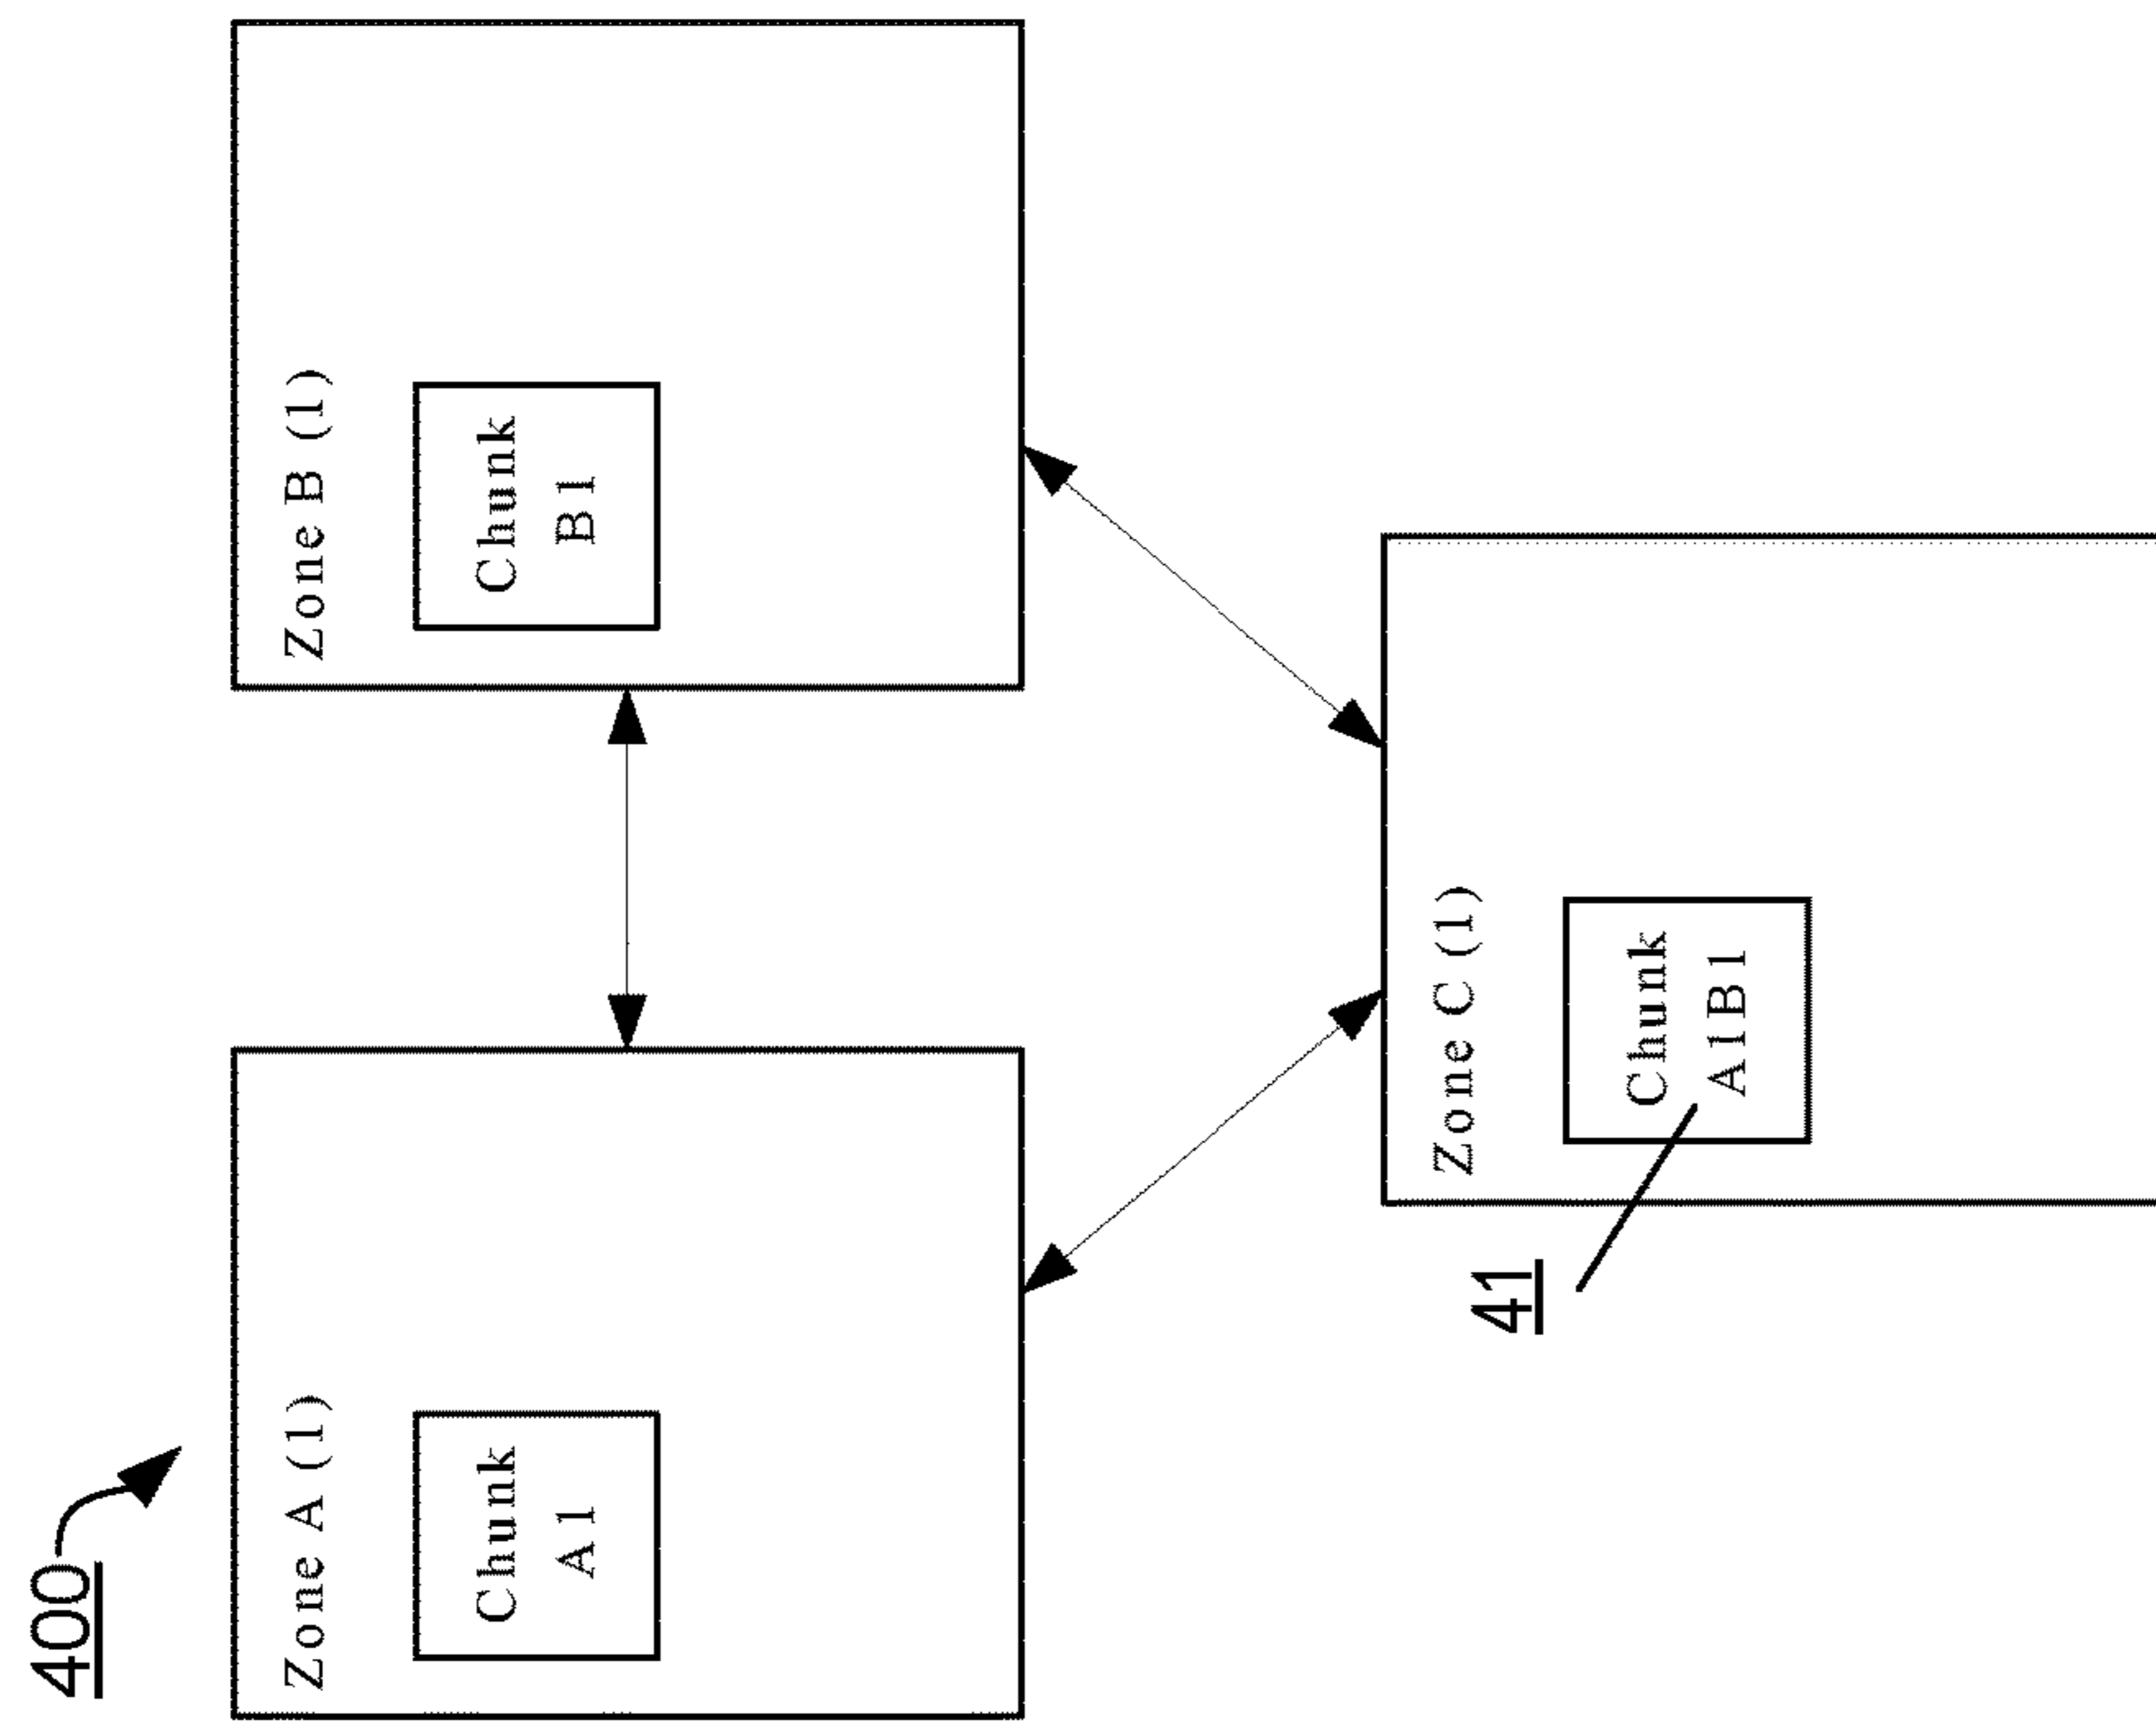 400
Zone A (1)
Chunk
A1
Zone B (1)
Chunk
B1
Zone C (1)
Chunk
A1B1
41